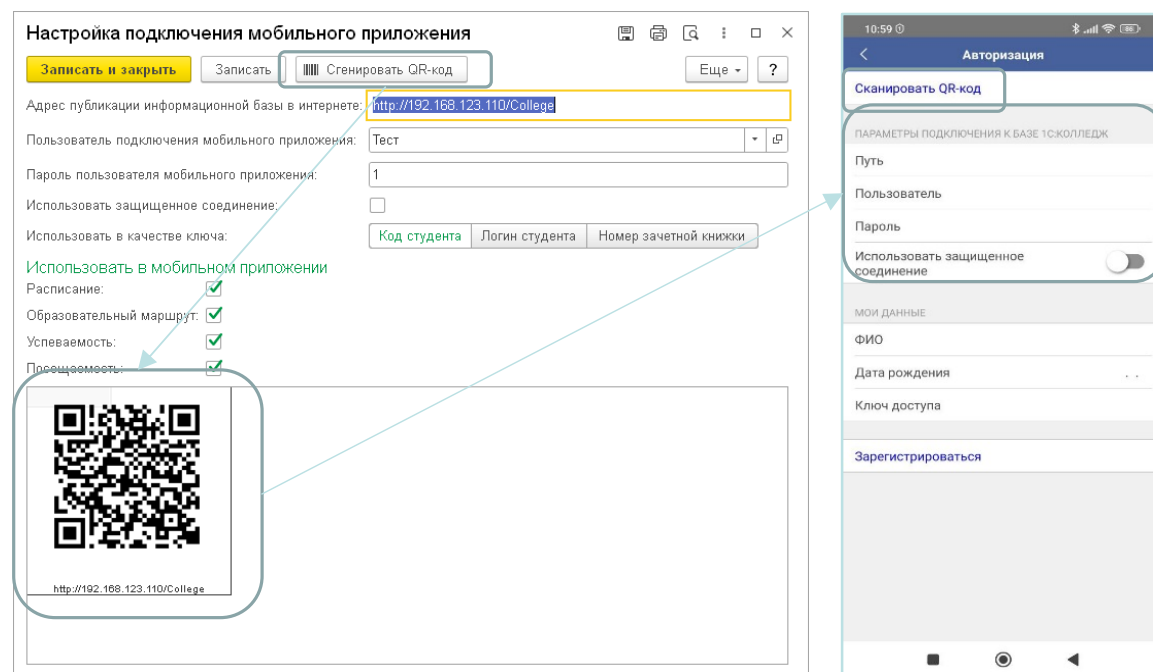 Настройка подключения мобильного приложения
Записать и закрыть
Записать
Сгенировать QR-код
Еще
?
Адрес публикации информационной базы в интернете: http://192.168.123.110/College
Пользователь подключения мобильного приложения: Тест
Пароль пользователя мобильного приложения: 1
Использовать защищенное соединение:
Использовать в качестве ключа: Код студента Логин студента Номер зачетной книжки
Использовать в мобильном приложении
Расписание:
Образовательный маршрут:
Успеваемость:
Посещаемость:
http://192.168.123.110/College
10:59
Авторизация
Сканировать QR-код
ПАРАМЕТРЫ ПОДКЛЮЧЕНИЯ К БАЗЕ 1С:КОЛЛЕДЖ
Путь
Пользователь
Пароль
Использовать защищенное
соединение
МОИ ДАННЫЕ
ФИО
Дата рождения . .
Ключ доступа
Зарегистрироваться